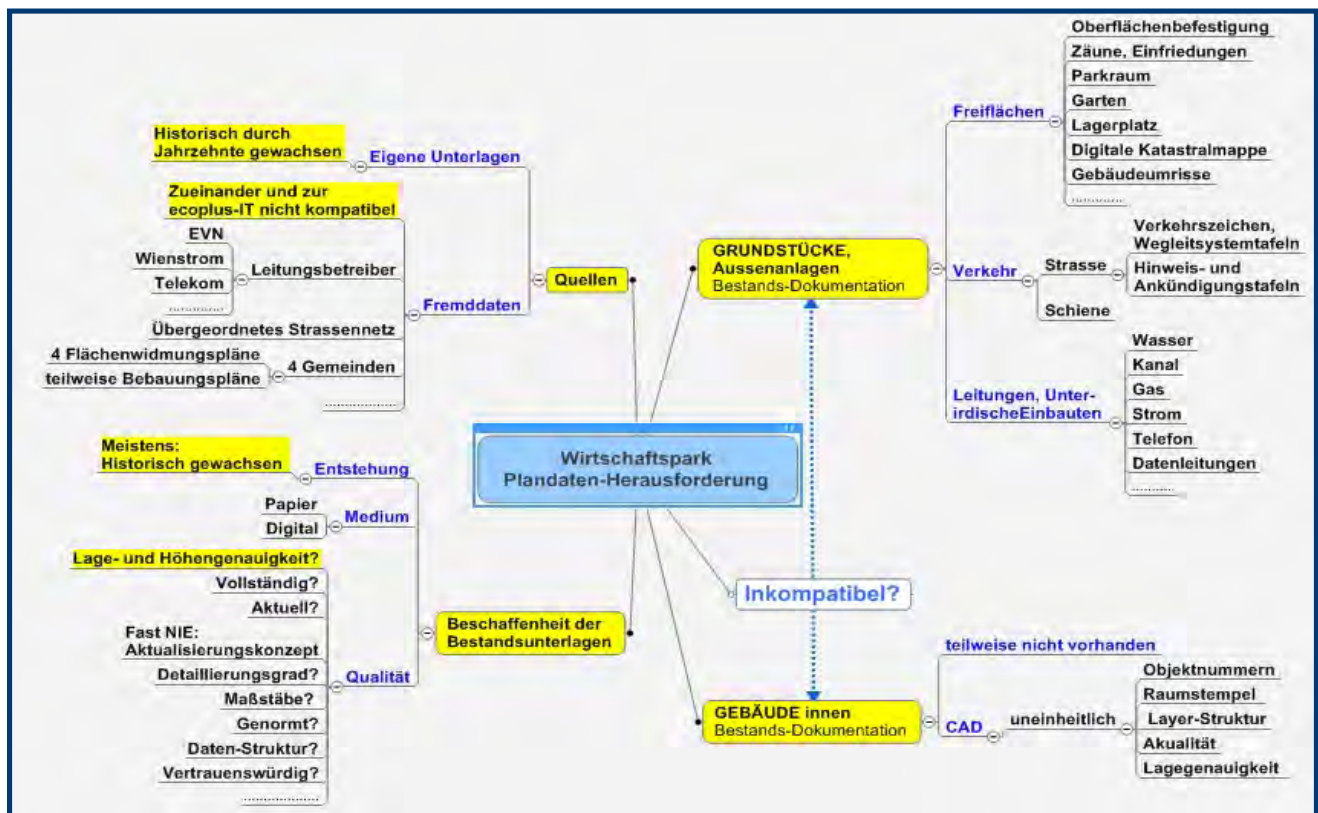 Wirtschaftspark
Plandaten-Herausforderung
Quellen
Eigene Unterlagen
Historisch durch
Jahrzehnte gewachsen
Fremddaten
Zueinander und zur
ecoplus-IT nicht kompatibel
Leitungsbetreiber
EVN
Wienstrom
Telekom
...............
Übergeordnetes Strassennetz
4 Gemeinden
4 Flächenwidmungspläne
teilweise Bebauungspläne
..................
Beschaffenheit der
Bestandsunterlagen
Entstehung
Meistens:
Historisch gewachsen
Medium
Papier
Digital
Qualität
Lage- und Höhengenauigkeit?
Vollständig?
Aktuell?
Fast NIE:
Aktualisierungskonzept
Detaillierungsgrad?
Maßstäbe?
Genormt?
Daten-Struktur?
Vertrauenswürdig?
...................
GRUNDSTÜCKE,
Aussenanlagen
Bestands-Dokumentation
Freiflächen
Oberflächenbefestigung
Zäune, Einfriedungen
Parkraum
Garten
Lagerplatz
Digitale Katastralmappe
Gebäudeumrisse
.............
Verkehr
Strasse
Verkehrszeichen,
Wegleitsystemtafeln
Hinweis- und
Ankündigungstafeln
Schiene
Leitungen, Unter-
irdischeEinbauten
Wasser
Kanal
Gas
Strom
Telefon
Datenleitungen
..........
Inkompatibel?
GEBÄUDE innen
Bestands-Dokumentation
teilweise nicht vorhanden
CAD
uneinheitlich
Objektnummern
Raumstempel
Layer-Struktur
Akualität
Lagegenauigkeit